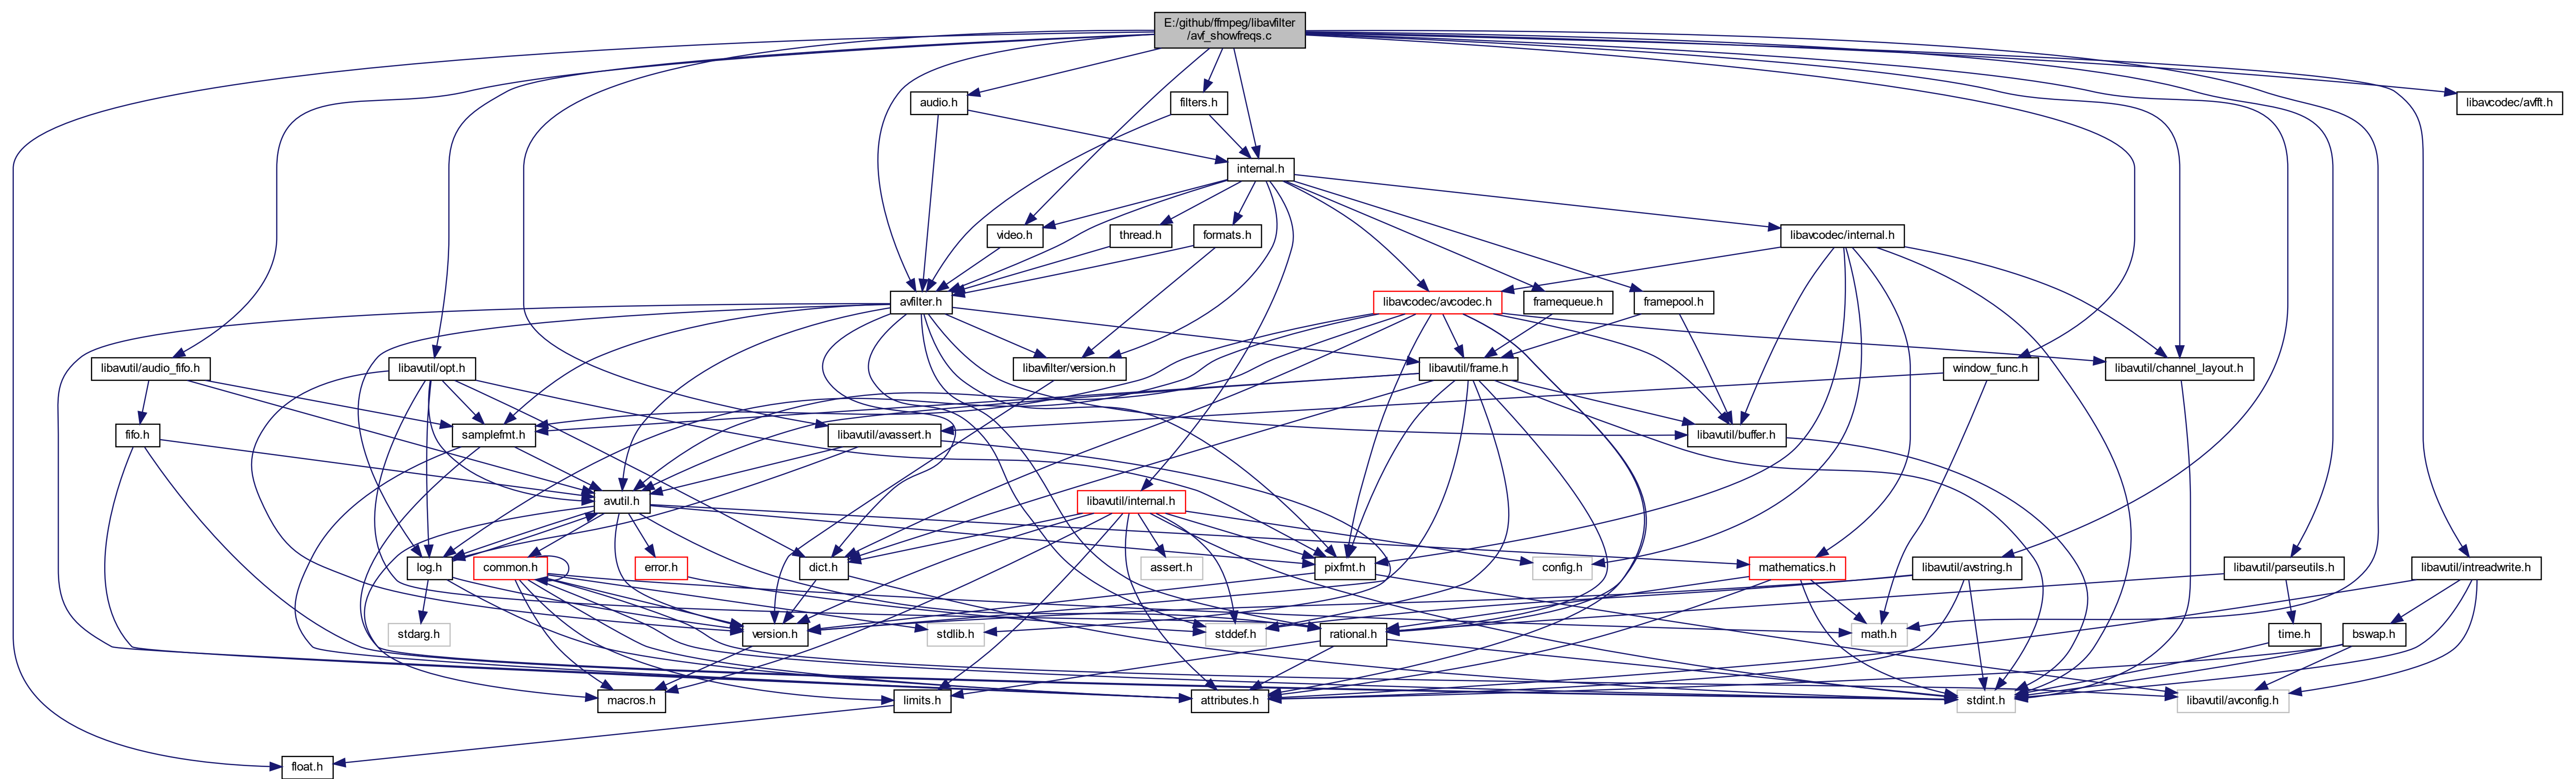 E:/github/ffmpeg/libavfilter
/avf_showfreqs.c
audio.h
filters.h
libavcodec/avfft.h
internal.h
video.h
thread.h
formats.h
libavcodec/internal.h
avfilter.h
libavcodec/avcodec.h
framequeue.h
framepool.h
libavutil/audio_fifo.h
libavutil/opt.h
libavfilter/version.h
libavutil/frame.h
window_func.h
libavutil/channel_layout.h
fifo.h
samplefmt.h
libavutil/avassert.h
libavutil/buffer.h
avutil.h
libavutil/internal.h
log.h
common.h
error.h
dict.h
assert.h
pixfmt.h
config.h
mathematics.h
libavutil/avstring.h
libavutil/parseutils.h
libavutil/intreadwrite.h
stdarg.h
version.h
stdlib.h
stddef.h
rational.h
math.h
time.h
bswap.h
macros.h
limits.h
attributes.h
stdint.h
libavutil/avconfig.h
float.h